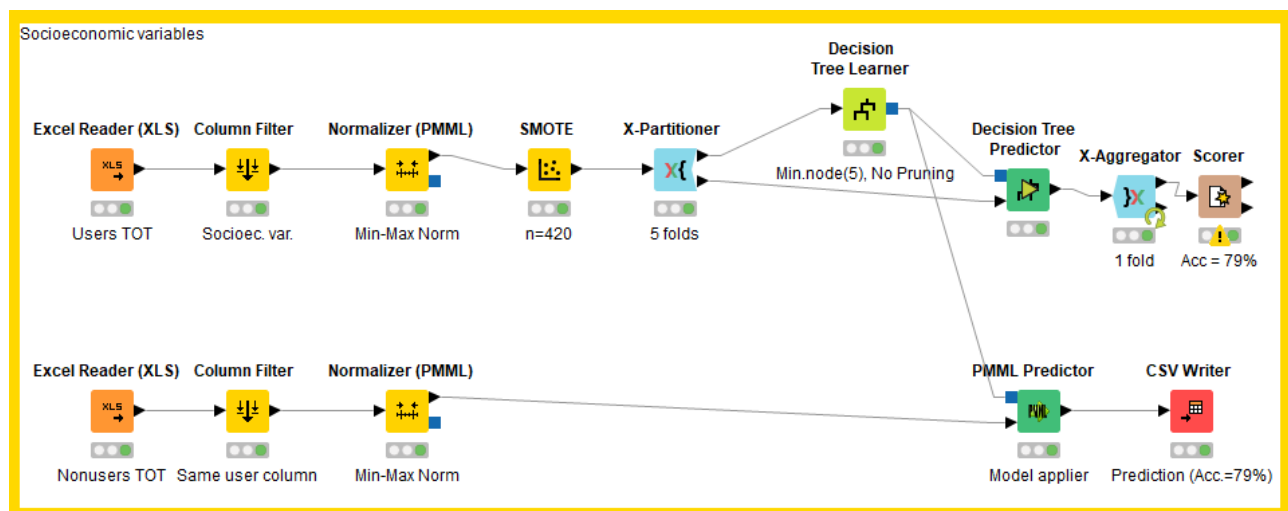 Socioeconomic variables
Decision
Tree Learner
Excel Reader (XLS) Column Filter Normalizer (PMML) SMOTE X-Partitioner
Decision Tree
Predictor X-Aggregator Scorer
XLS
X{
}X
Min.node(5), No Pruning
Users TOT Socioec. var. Min-Max Norm n=420 5 folds
1 fold Acc = 79%
Excel Reader (XLS) Column Filter Normalizer (PMML) PMML Predictor CSV Writer
XLS
PMML
Nonusers TOT Same user column Min-Max Norm Model applier Prediction (Acc.=79%)